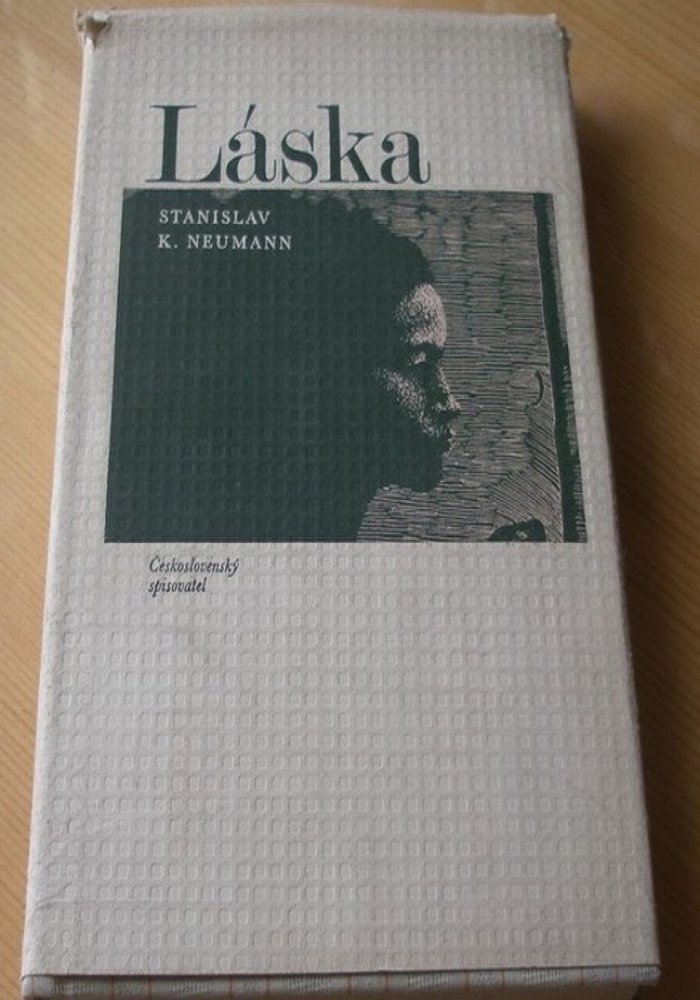 Láska
STANISLAV
K. NEUMANN
Československý
spisovatel